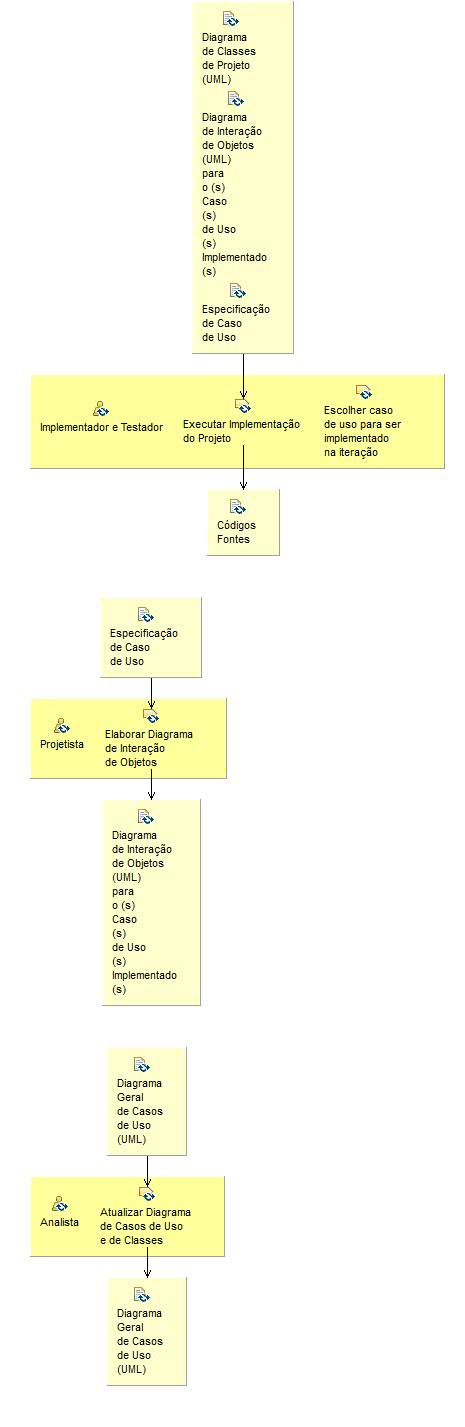 Diagrama
de Classes
de Projeto
(UML)
Diagrama
de Interação
de Objetos
(UML)
para
o (s)
Caso
(s)
de Uso
(s)
Implementado
(s)
Especificação
de Caso
de Uso
Implementador e Testador
Executar Implementação
do Projeto
Escolher caso
de uso para ser
implementado
na iteração
Códigos
Fontes
Especificação
de Caso
de Uso
Projetista
Elaborar Diagrama
de Interação
de Objetos
Diagrama
de Interação
de Objetos
(UML)
para
o (s)
Caso
(s)
de Uso
(s)
Implementado
(s)
Diagrama
Geral
de Casos
de Uso
(UML)
Analista
Atualizar Diagrama
de Casos de Uso
e de Classes
Diagrama
Geral
de Casos
de Uso
(UML)